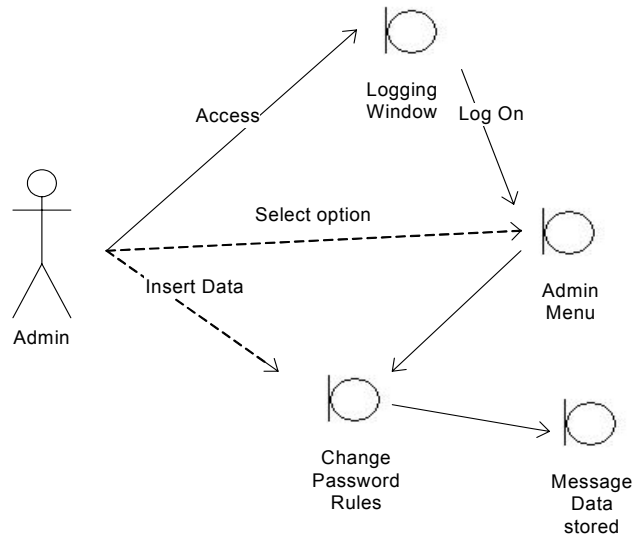 Logging
Window
Access
Log On
Select option
Insert Data
Admin
Admin
Menu
Change
Password
Rules
Message
Data
stored